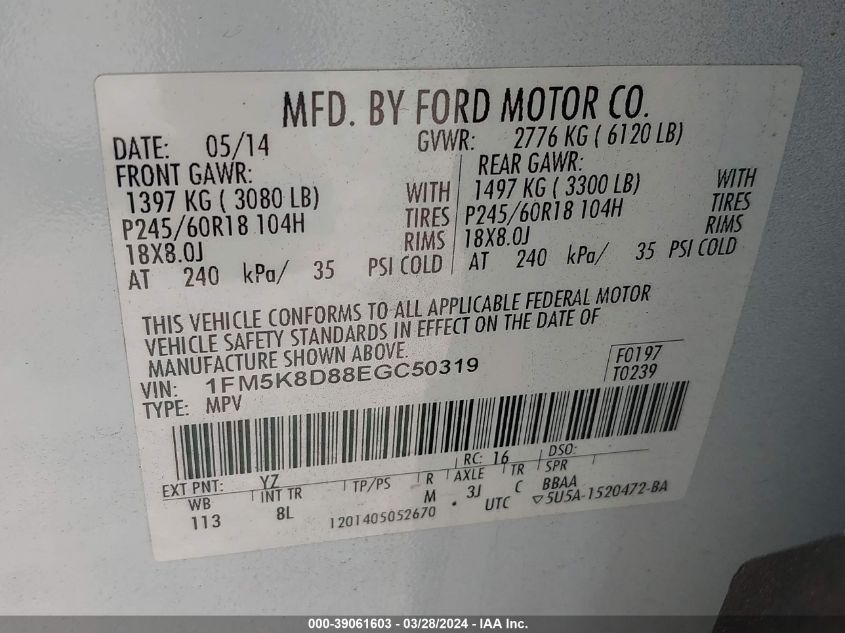 MFD. BY FORD MOTOR CO.
DATE: 05/14 GVWR: 2776 KG ( 6120 LB)
FRONT GAWR: REAR GAWR:
1397 KG ( 3080 LB) WITH 1497 KG ( 3300 LB) WITH
P245/60R18 104H TIRES P245/60R18 104H TIRES
18X8.0J RIMS 18X8.0J RIMS
AT 240 kPa/ 35 PSI COLD AT 240 kPa/ 35 PSI COLD
THIS VEHICLE CONFORMS TO ALL APPLICABLE FEDERAL MOTOR
VEHICLE SAFETY STANDARDS IN EFFECT ON THE DATE OF
MANUFACTURE SHOWN ABOVE.
VIN: 1FM5K8D88EGC50319 F0197
TYPE: MPV T0239
EXT PNT: YZ RC: 16 DSO:
WB INT TR TP/PS R AXLE TR SPR
113 8L M 3J C BBAA
1201405052670 . UTC ▽5U5A-1520472-BA
000-39061603 - 03/28/2024 - IAA Inc.